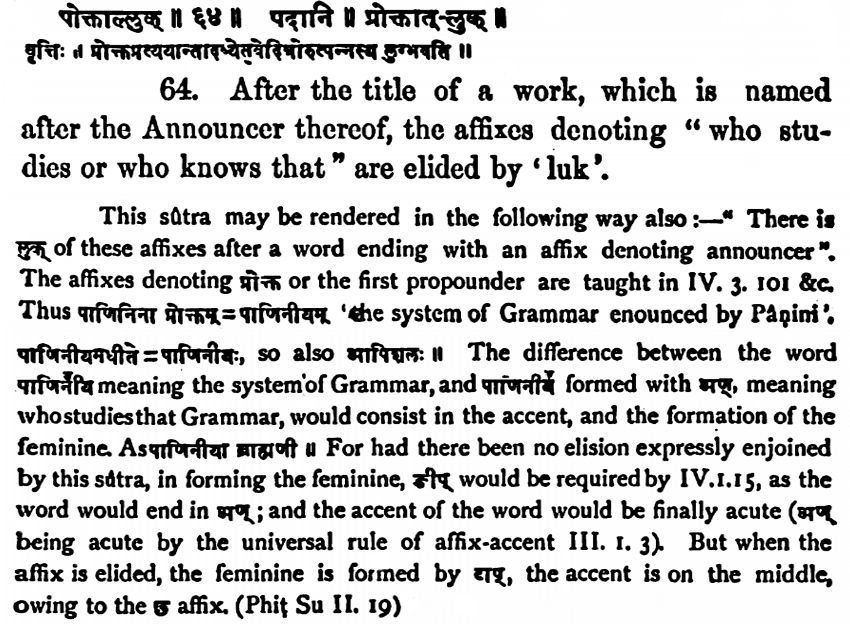 प्रोक्ताल्लुक् ॥ ६४ ॥ पदानि ॥ प्रोक्तात्-लुक् ॥
वृत्तिः ॥ प्रोक्तप्रत्ययान्तादध्येतृवेदित्रोरुत्पन्नस्य लुग्भवति ॥
64. After the title of a work, which is named
after the Announcer thereof, the affixes denoting “ who stu-
dies or who knows that ” are elided by ‘ luk ’.
This sûtra may be rendered in the following way also :—“ There is
लुक् of these affixes after a word ending with an affix denoting announcer ”.
The affixes denoting प्रोक्त or the first propounder are taught in IV. 3. 101 &c.
Thus पाणिनिना प्रोक्तम् = पाणिनीयम् ‘the system of Grammar enounced by Pâṇini’.
पाणिनीयमधीते = पाणिनीयः, so also आपिशलः ॥ The difference between the word
meaning the system of Grammar, and formed with अण्, meaning
who studies that Grammar, would consist in the accent, and the formation of the
feminine. As पाणिनीया ब्राह्मणी ॥ For had there been no elision expressly enjoined
by this sûtra, in forming the feminine, ङीप् would be required by IV.1.15, as the
word would end in अण् ; and the accent of the word would be finally acute (अण्
being acute by the universal rule of affix-accent III. 1. 3). But when the
affix is elided, the feminine is formed by टाप्, the accent is on the middle,
owing to the छ affix. (Phiṭ Su II. 19)